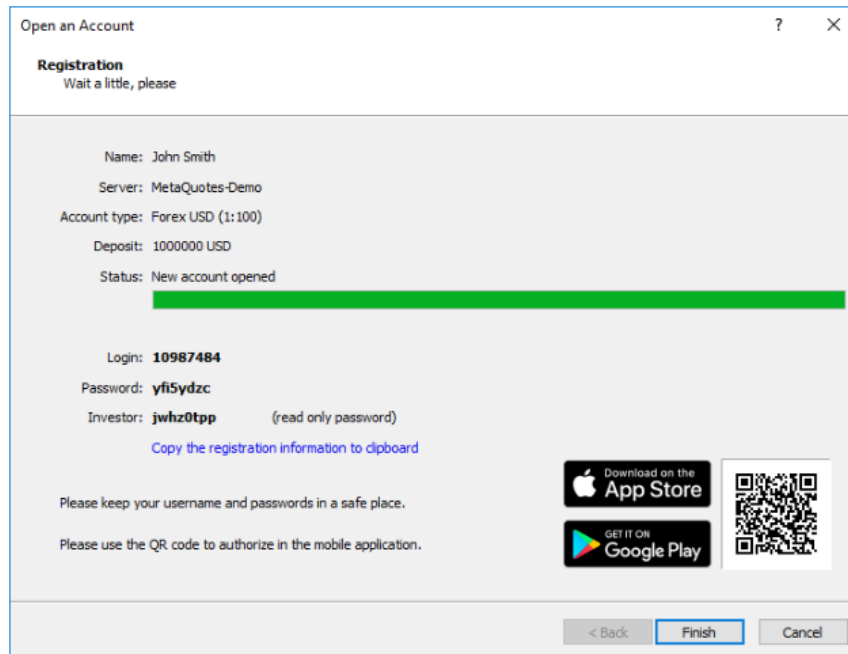 Open an Account
?
Registration
Wait a little, please
Name: John Smith
Server: MetaQuotes-Demo
Account type: Forex USD (1:100)
Deposit: 1000000 USD
Status: New account opened
Login: 10987484
Password: yfi5ydzc
Investor: jwhz0tpp (read only password)
Copy the registration information to clipboard
Please keep your username and passwords in a safe place.
Please use the QR code to authorize in the mobile application.
Download on the
App Store
GET IT ON
Google Play
< Back Finish Cancel